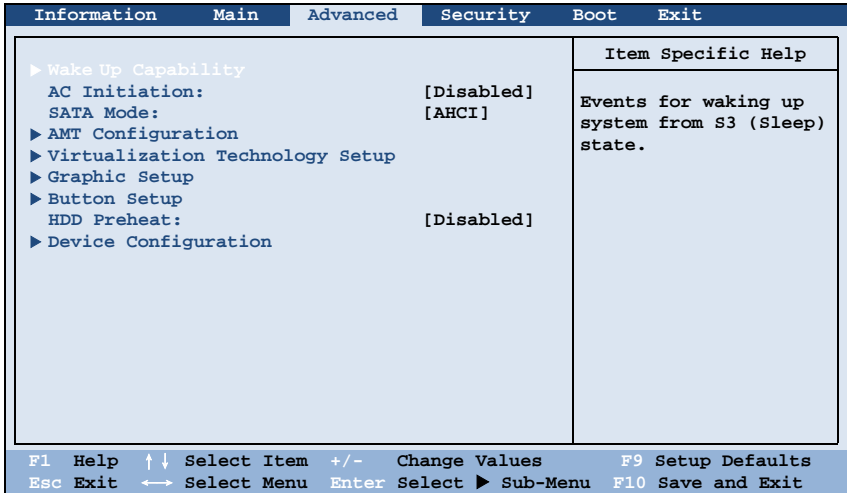 Information Main Advanced Security Boot Exit
Item Specific Help
Wake Up Capability
AC Initiation: [Disabled]
SATA Mode: [AHCI]
AMT Configuration
Virtualization Technology Setup
Graphic Setup
Button Setup
HDD Preheat: [Disabled]
Device Configuration
Events for waking up
system from S3 (Sleep)
state.
F1 Help ↑↓ Select Item +/- Change Values F9 Setup Defaults
Esc Exit ←→ Select Menu Enter Select ▶ Sub-Menu F10 Save and Exit